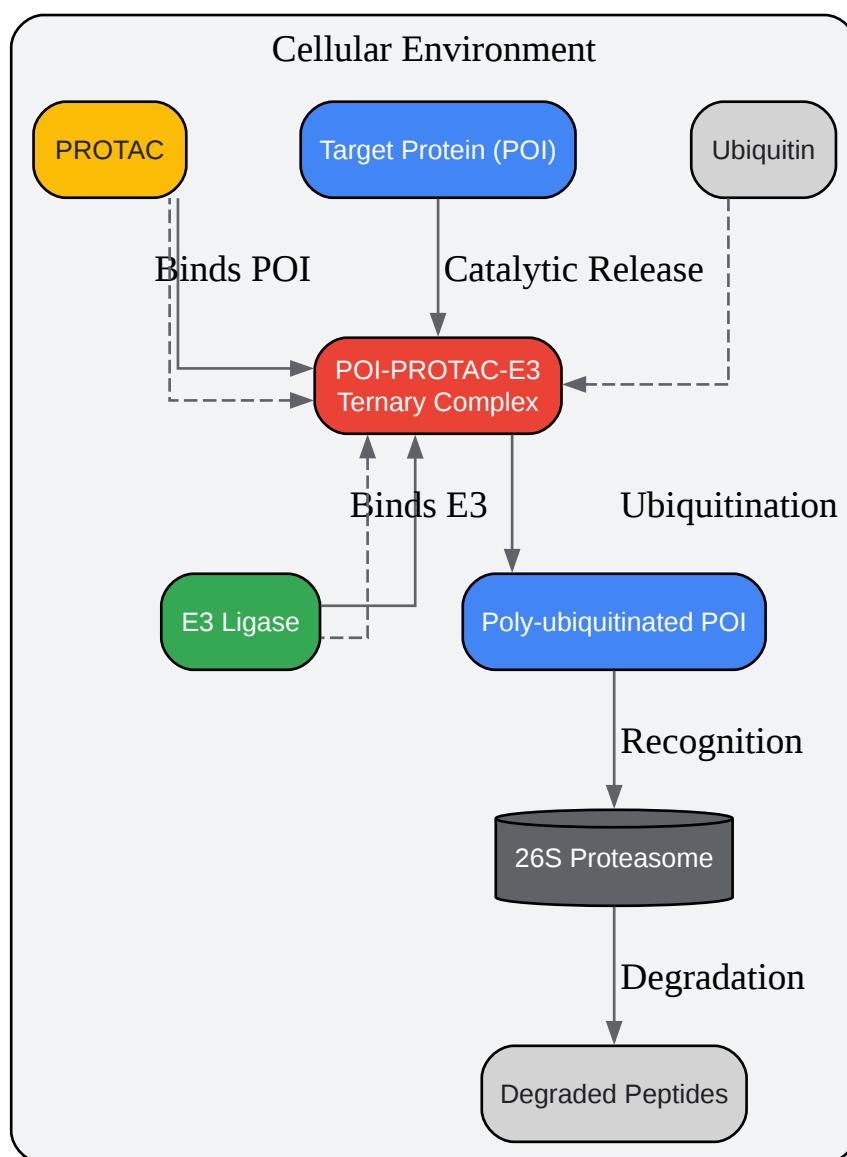 Cellular Environment
PROTAC
Target Protein (POI)
Ubiquitin
Binds POI
Catalytic Release
POI-PROTAC-E3
Ternary Complex
Binds E3
Ubiquitination
E3 Ligase
Poly-ubiquitinated POI
Recognition
26S Proteasome
Degradation
Degraded Peptides